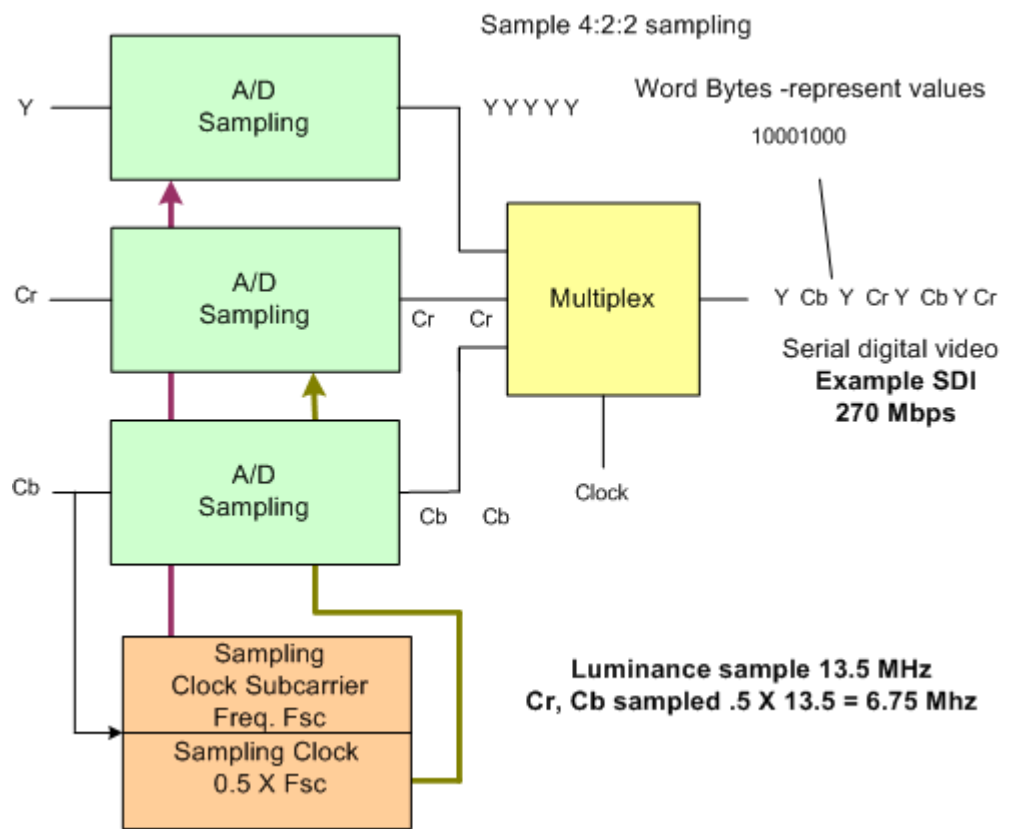 Sample 4:2:2 sampling
A/D
Sampling
Y
Y Y Y Y Y
Word Bytes -represent values
10001000
A/D
Sampling
Cr
Cr Cr
Multiplex
Y Cb Y Cr Y Cb Y Cr
Serial digital video
Example SDI
270 Mbps
A/D
Sampling
Cb
Cb Cb
Clock
Sampling
Clock Subcarrier
Freq. Fsc
Sampling Clock
0.5 X Fsc
Luminance sample 13.5 MHz
Cr, Cb sampled .5 X 13.5 = 6.75 Mhz